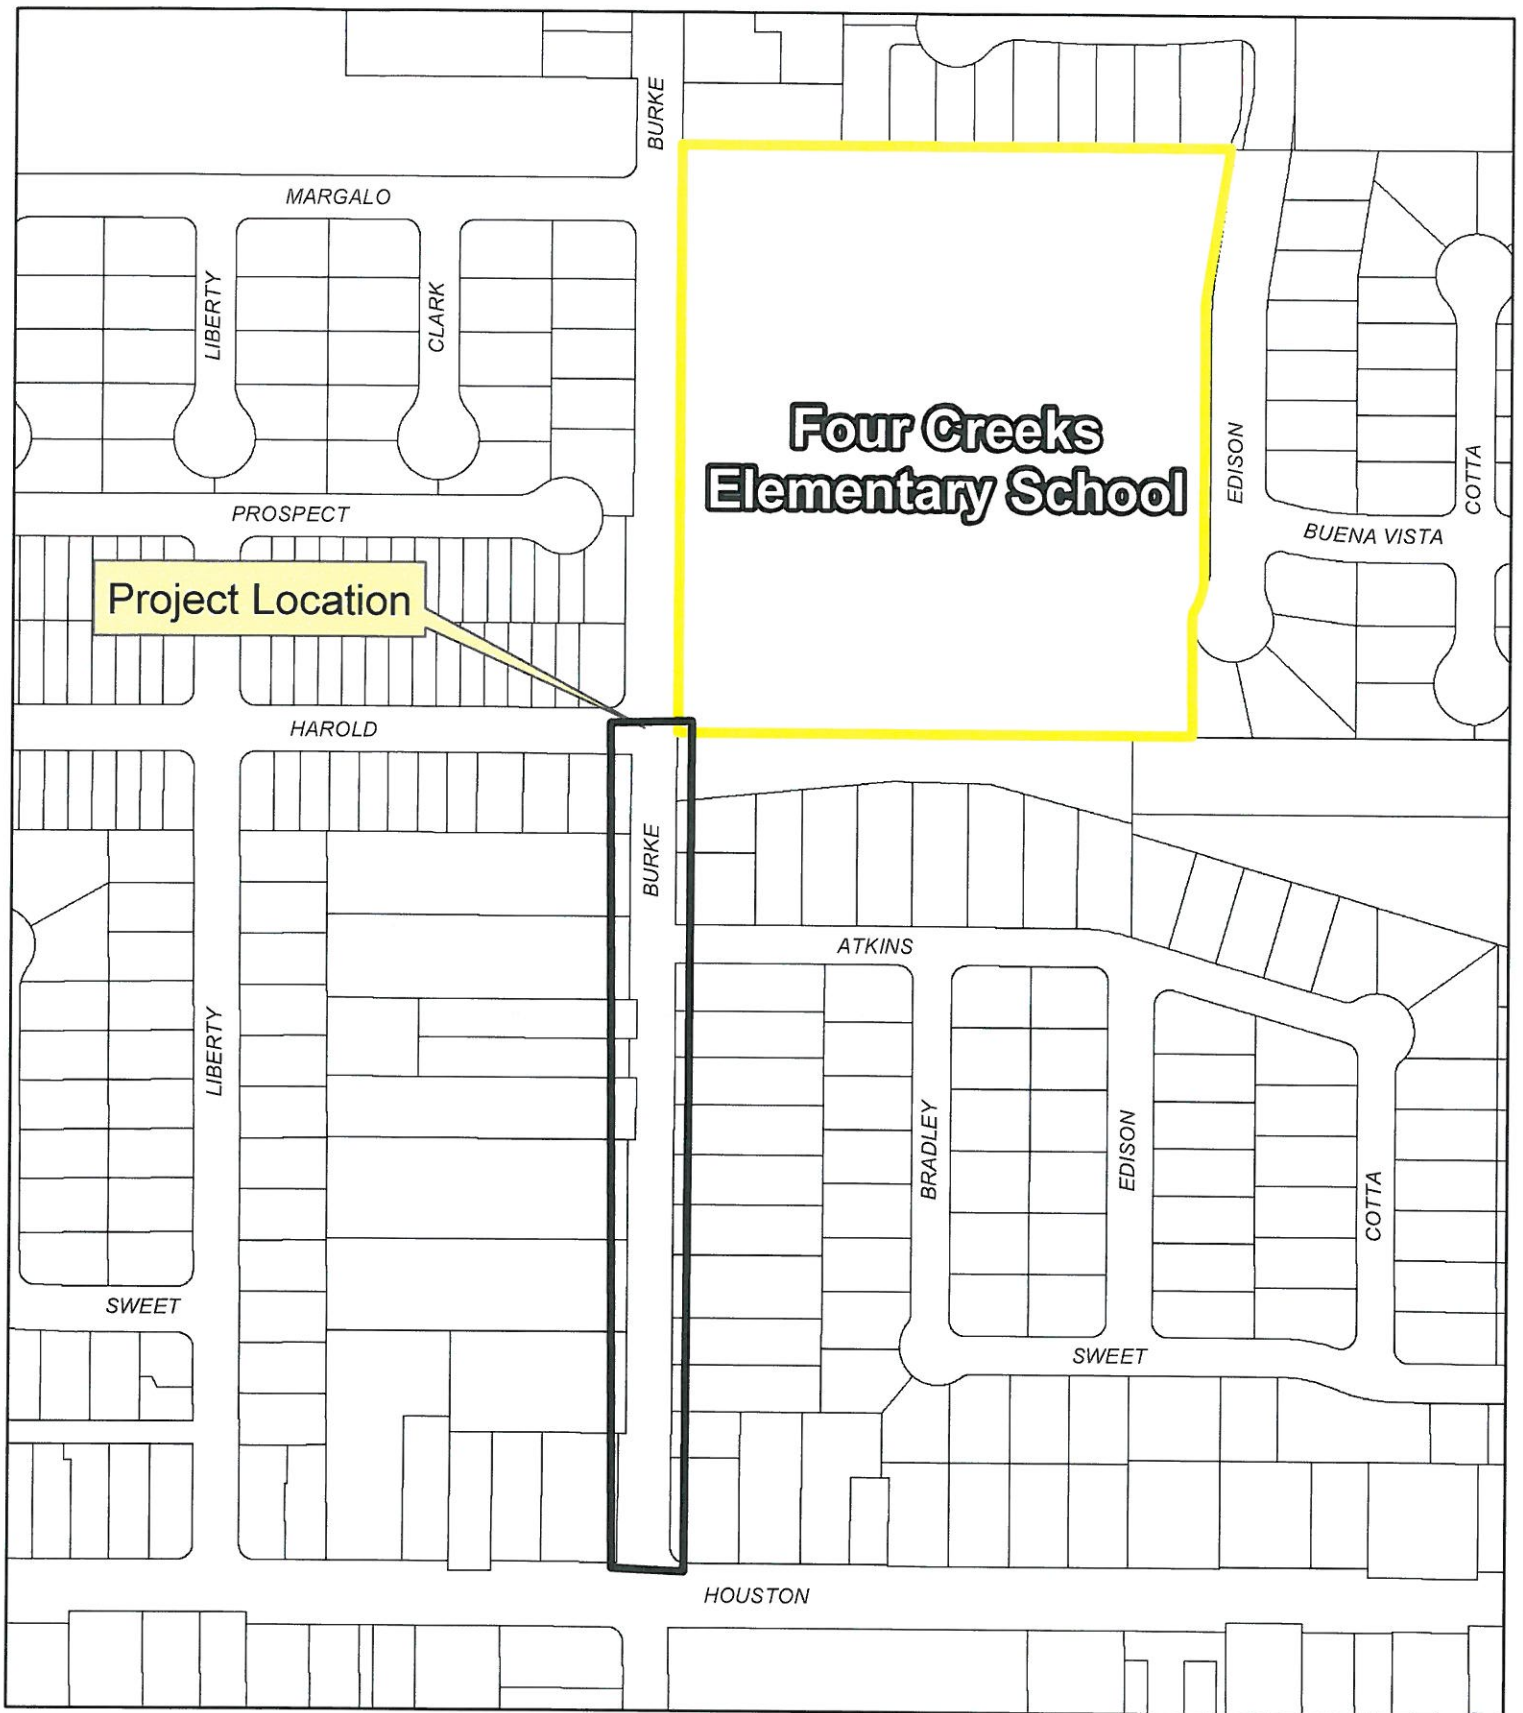 BURKE
MARGALO
LIBERTY
CLARK
Four Creeks
Elementary School
EDISON
COTTA
PROSPECT
BUENA VISTA
Project Location
HAROLD
BURKE
ATKINS
LIBERTY
BRADLEY
EDISON
COTTA
SWEET
SWEET
HOUSTON